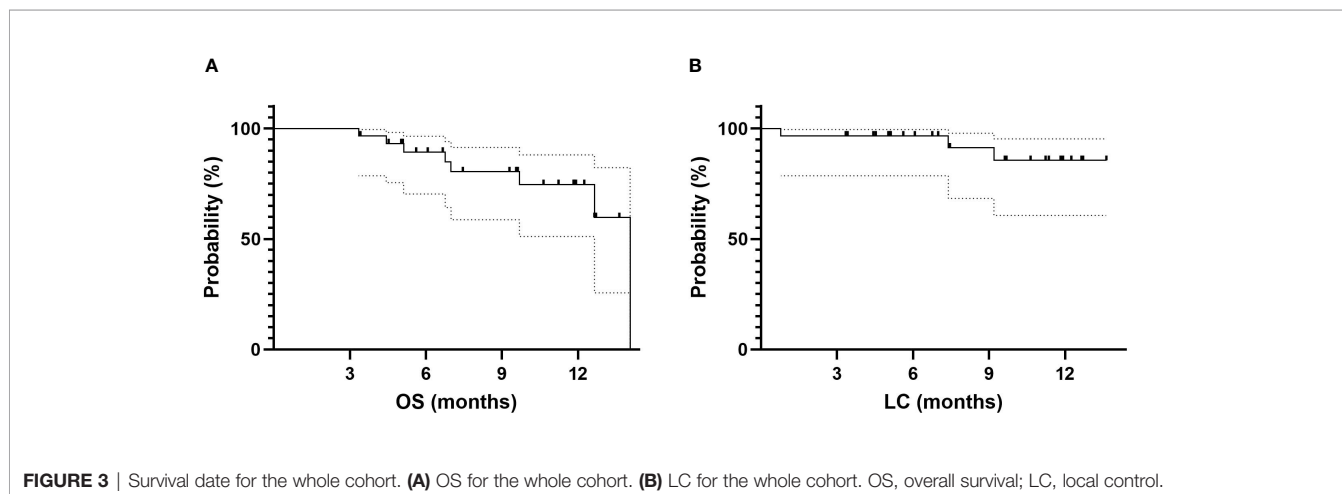 A
B
100
50
0
Probability (%)
3 6 9 12
OS (months)
100
50
0
Probability (%)
3 6 9 12
LC (months)
FIGURE 3 | Survival date for the whole cohort. (A) OS for the whole cohort. (B) LC for the whole cohort. OS, overall survival; LC, local control.